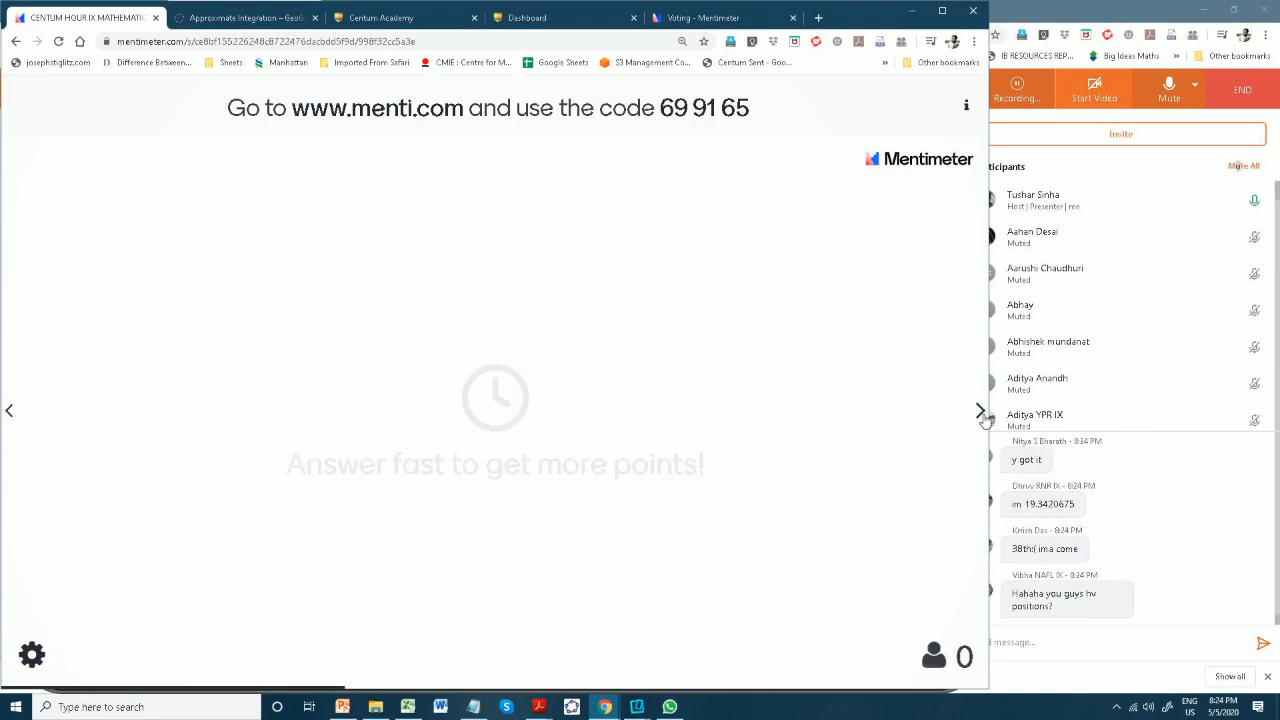 CENTUM HOUR IX MATHEMATIC
Approximate Integration – GeoG
Centum Academy
Dashboard
Voting - Mentimeter
IB RESOURCES REP...
Big Ideas Maths
Other bookmarks
josephstiglitz.com
Difference Between...
Sheets
Manhattan
Imported From Safari
CMIE : Centre for M...
Google Sheets
S3 Management Co...
Centum Sent - Goo...
Other bookmarks
Go to www.menti.com and use the code 69 91 65
Mentimeter
Recording...
Start Video
Mute
END
Invite
ticipants
Mute All
Tushar Sinha
Host | Presenter | me
Aahan Desai
Muted
Aarushi Chaudhuri
Muted
Abhay
Muted
Abhishek mundanat
Muted
Aditya Anandh
Muted
Aditya YPR IX
Muted
Answer fast to get more points!
0
Nitya S Bharath - 8:24 PM
y got it
Dhruv RNR IX - 8:24 PM
im 19.3420675
Krrish Das - 8:24 PM
38th:( ima come
Vibha NAFL IX - 8:24 PM
Hahaha you guys hv
positions?
message...
Show all
Type here to search
ENG
IN
8:24 PM
5/5/2020